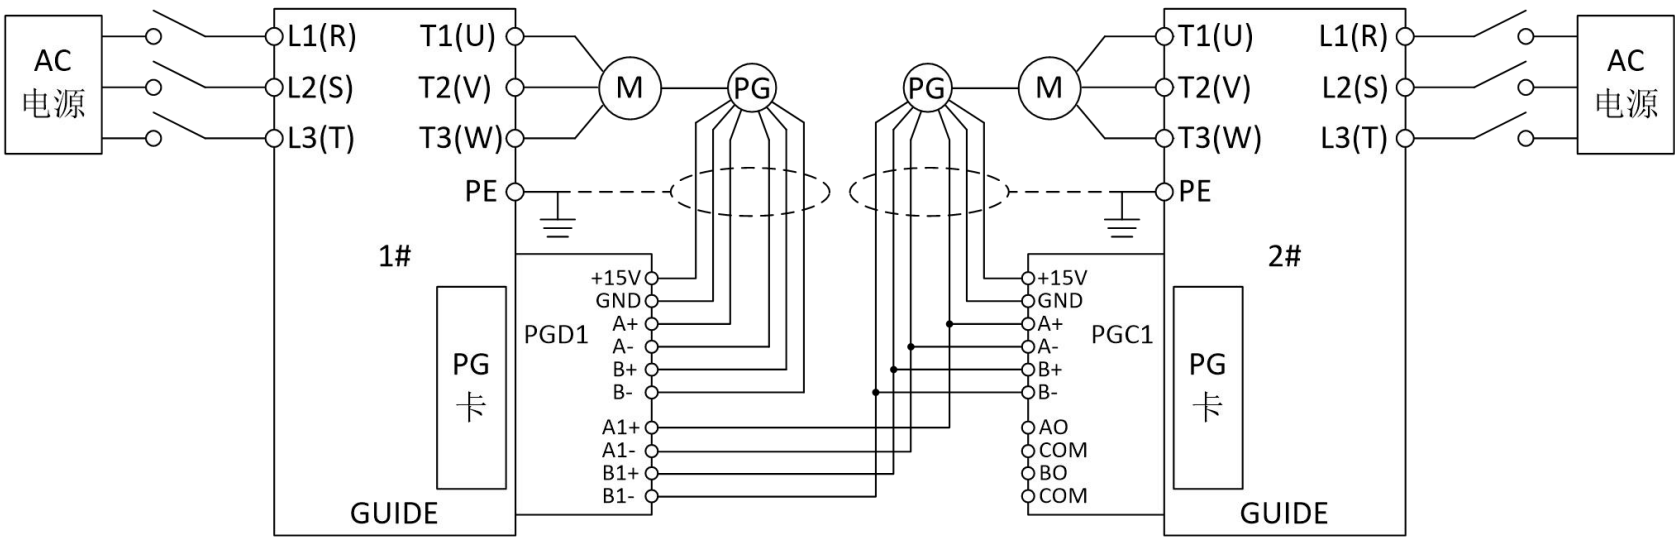 AC
电源
L1(R)
L2(S)
L3(T)
T1(U)
T2(V)
T3(W)
PE
1#
PG
卡
GUIDE
PGD1
+15V
GND
A+
A-
B+
B-
A1+
A1-
B1+
B1-
M
PG
PG
M
+15V
GND
A+
A-
B+
B-
AO
COM
BO
COM
PGC1
T1(U)
T2(V)
T3(W)
PE
2#
PG
卡
GUIDE
L1(R)
L2(S)
L3(T)
AC
电源